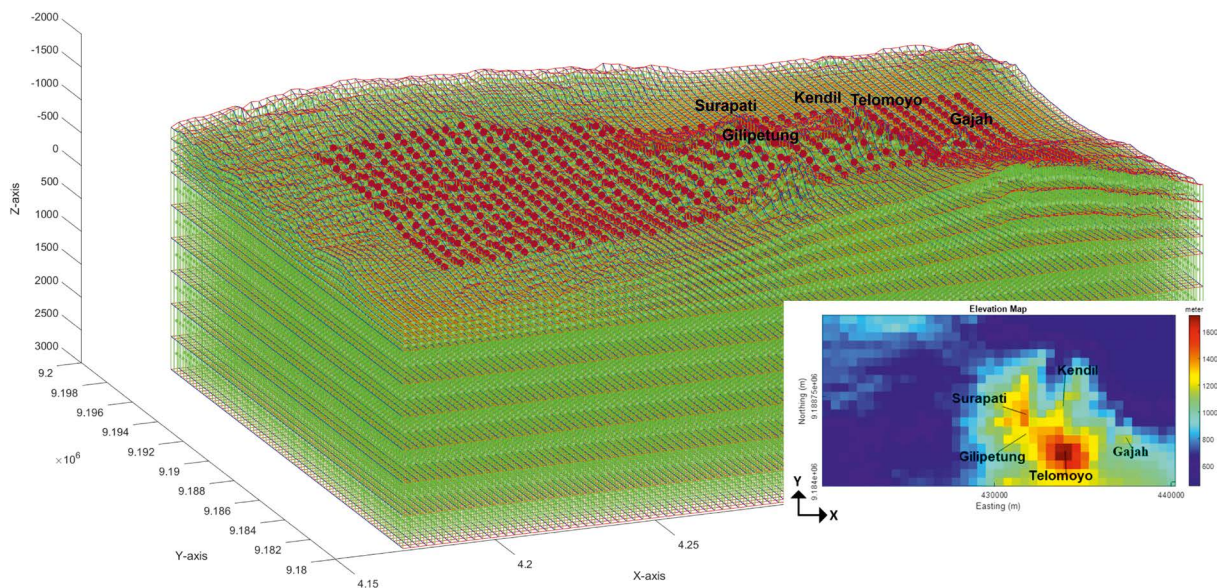 -2000
-1500
-1000
-500
0
500
1000
1500
2000
2500
3000
Z-axis
Surapati
Kendil
Telomoyo
Gilipetung
Gajah
9.2
9.198
9.196
9.194
9.192
9.19
9.188
9.186
9.184
9.182
9.18
×10⁶
Y-axis
4.15
4.2
4.25
X-axis
Elevation Map
meter
1600
1400
1200
1000
800
600
Northing (m)
9.18875e+06
9.184e+06
Kendil
Surapati
Gilipetung
Gajah
Telomoyo
430000
440000
Easting (m)
Y
X